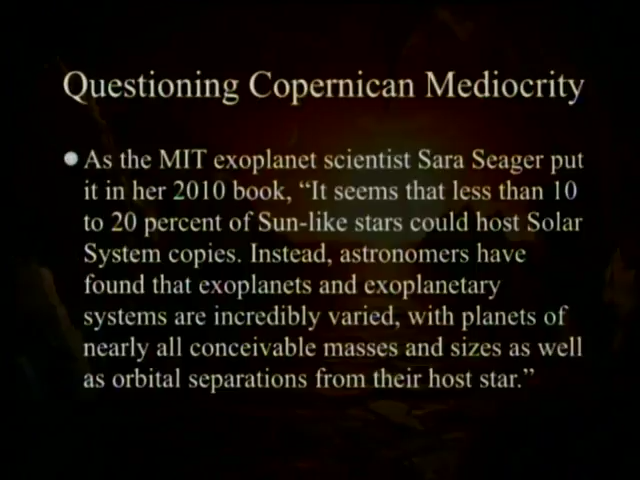 Questioning Copernican Mediocrity
As the MIT exoplanet scientist Sara Seager put
it in her 2010 book, “It seems that less than 10
to 20 percent of Sun-like stars could host Solar
System copies. Instead, astronomers have
found that exoplanets and exoplanetary
systems are incredibly varied, with planets of
nearly all conceivable masses and sizes as well
as orbital separations from their host star.”